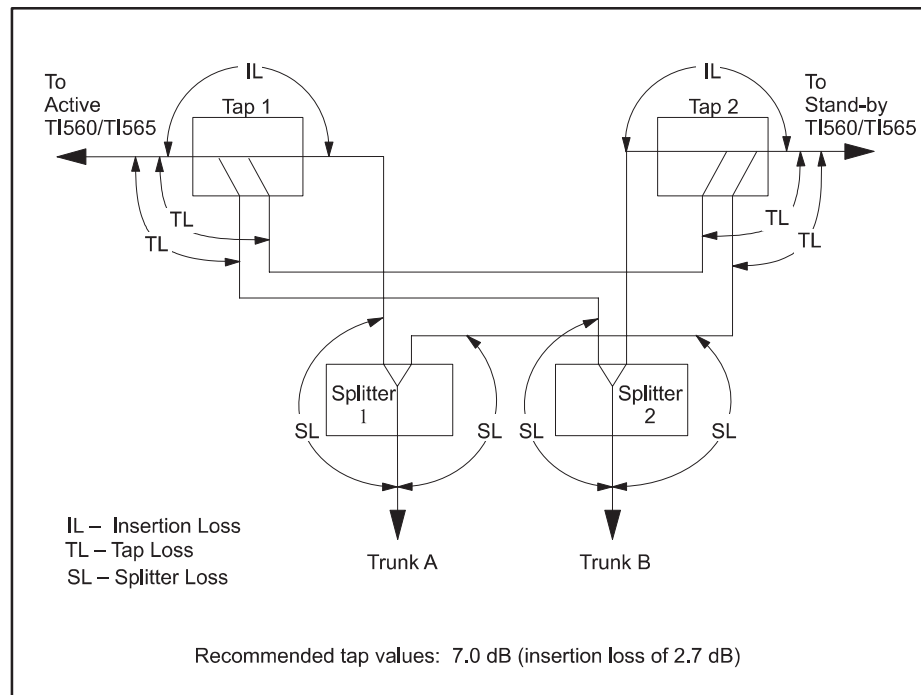 IL
IL
To
Active
TI560/TI565
Tap 1
Tap 2
To
Stand-by
TI560/TI565
TL
TL
TL
TL
Splitter
1
Splitter
2
SL
SL
SL
SL
IL – Insertion Loss
TL – Tap Loss
SL – Splitter Loss
Trunk A
Trunk B
Recommended tap values: 7.0 dB (insertion loss of 2.7 dB)